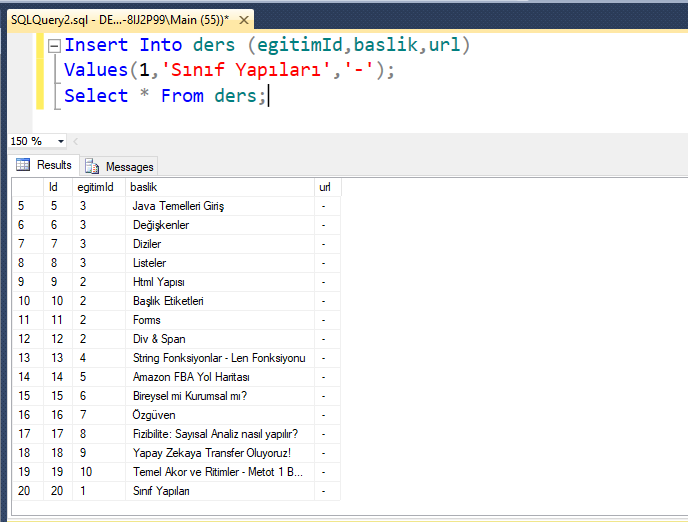 SQLQuery2.sql - DE...-8IJ2P99\Main (55))*
Insert Into ders (egitimId,baslik,url)
Values(1,'Sınıf Yapıları','-');
Select * From ders;
150 %
Results Messages
Id egitimId baslik url
5 5 3 Java Temelleri Giriş -
6 6 3 Değişkenler -
7 7 3 Diziler -
8 8 3 Listeler -
9 9 2 Html Yapısı -
10 10 2 Başlık Etiketleri -
11 11 2 Forms -
12 12 2 Div & Span -
13 13 4 String Fonksiyonlar - Len Fonksiyonu -
14 14 5 Amazon FBA Yol Haritası -
15 15 6 Bireysel mi Kurumsal mı? -
16 16 7 Özgüven -
17 17 8 Fizibilite: Sayısal Analiz nasıl yapılır? -
18 18 9 Yapay Zekaya Transfer Oluyoruz! -
19 19 10 Temel Akor ve Ritimler - Metot 1 B... -
20 20 1 Sınıf Yapıları -